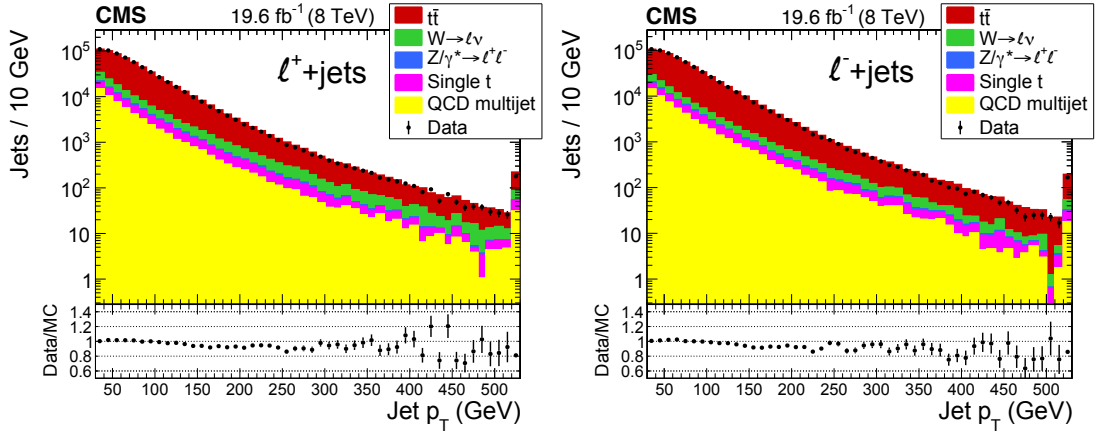 CMS 19.6 fb⁻¹ (8 TeV)
tt̄
W→ℓν
Z/γ*→ℓ⁺ℓ⁻
Single t
QCD multijet
Data
ℓ⁺+jets
Jets / 10 GeV
10⁵
10⁴
10³
10²
10
1
Data/MC
1.4
1.2
1.0
0.8
0.6
50 100 150 200 250 300 350 400 450 500
Jet p_T (GeV)
CMS 19.6 fb⁻¹ (8 TeV)
tt̄
W→ℓν
Z/γ*→ℓ⁺ℓ⁻
Single t
QCD multijet
Data
ℓ⁻+jets
Jets / 10 GeV
10⁵
10⁴
10³
10²
10
1
Data/MC
1.4
1.2
1.0
0.8
0.6
50 100 150 200 250 300 350 400 450 500
Jet p_T (GeV)